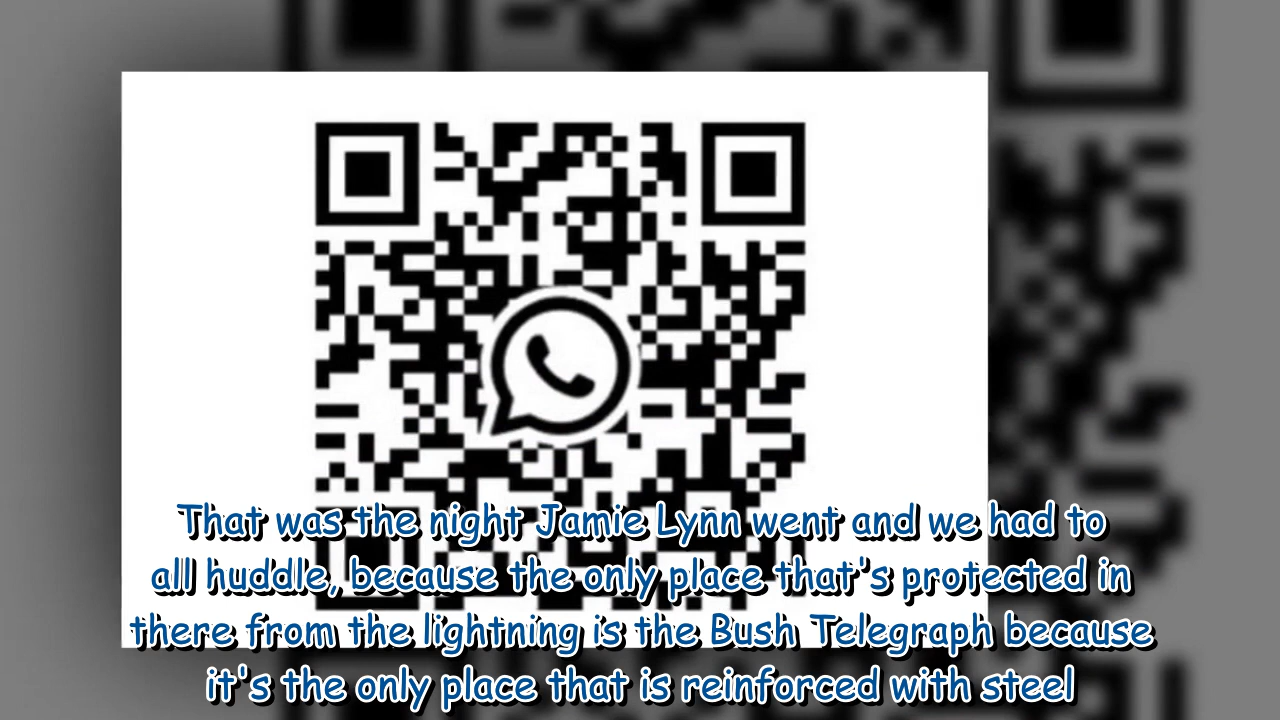 That was the night Jamie Lynn went and we had to
all huddle, because the only place that's protected in
there from the lightning is the Bush Telegraph because
it's the only place that is reinforced with steel